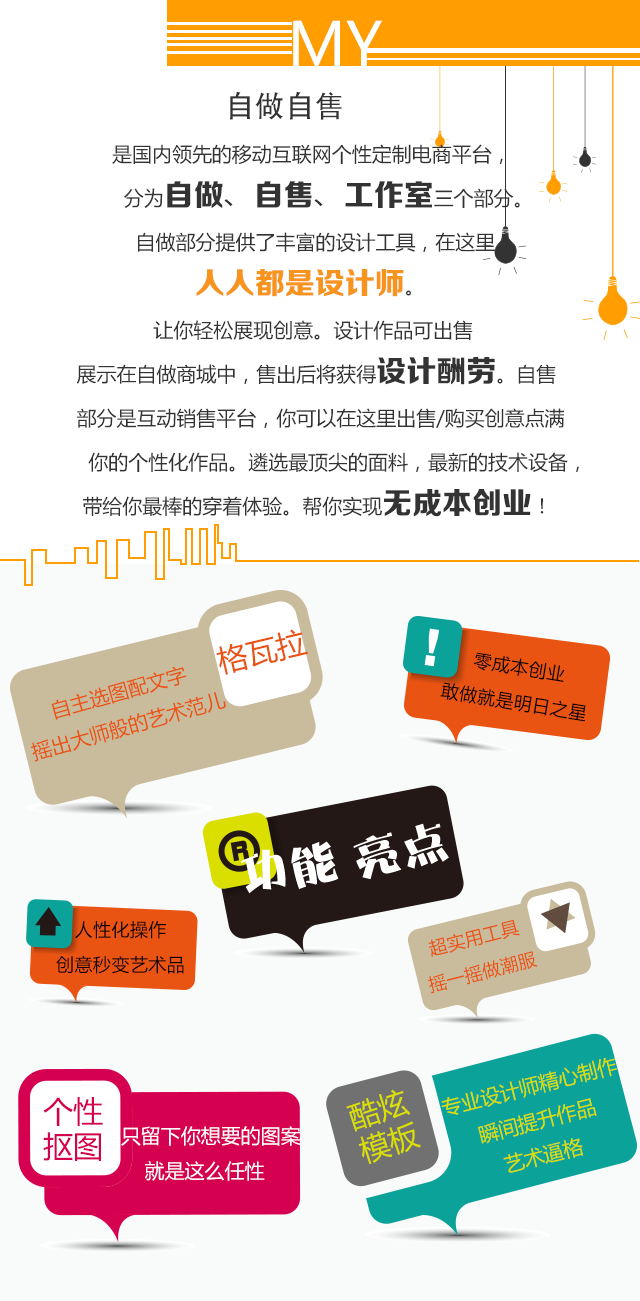 MY
自做自售
是国内领先的移动互联网个性定制电商平台，
分为自做、自售、工作室三个部分。
自做部分提供了丰富的设计工具，在这里
人人都是设计师。
让你轻松展现创意。设计作品可出售
展示在自做商城中，售出后将获得设计酬劳。自售
部分是互动销售平台，你可以在这里出售/购买创意点满
你的个性化作品。遴选最顶尖的面料，最新的技术设备，
带给你最棒的穿着体验。帮你实现无成本创业！
格瓦拉
自主选图配文字
摇出大师般的艺术范儿
!
零成本创业
敢做就是明日之星
®
功能 亮点
人性化操作
创意秒变艺术品
超实用工具
摇一摇做潮服
个性
抠图
只留下你想要的图案
就是这么任性
酷炫
模板
专业设计师精心制作
瞬间提升作品
艺术逼格